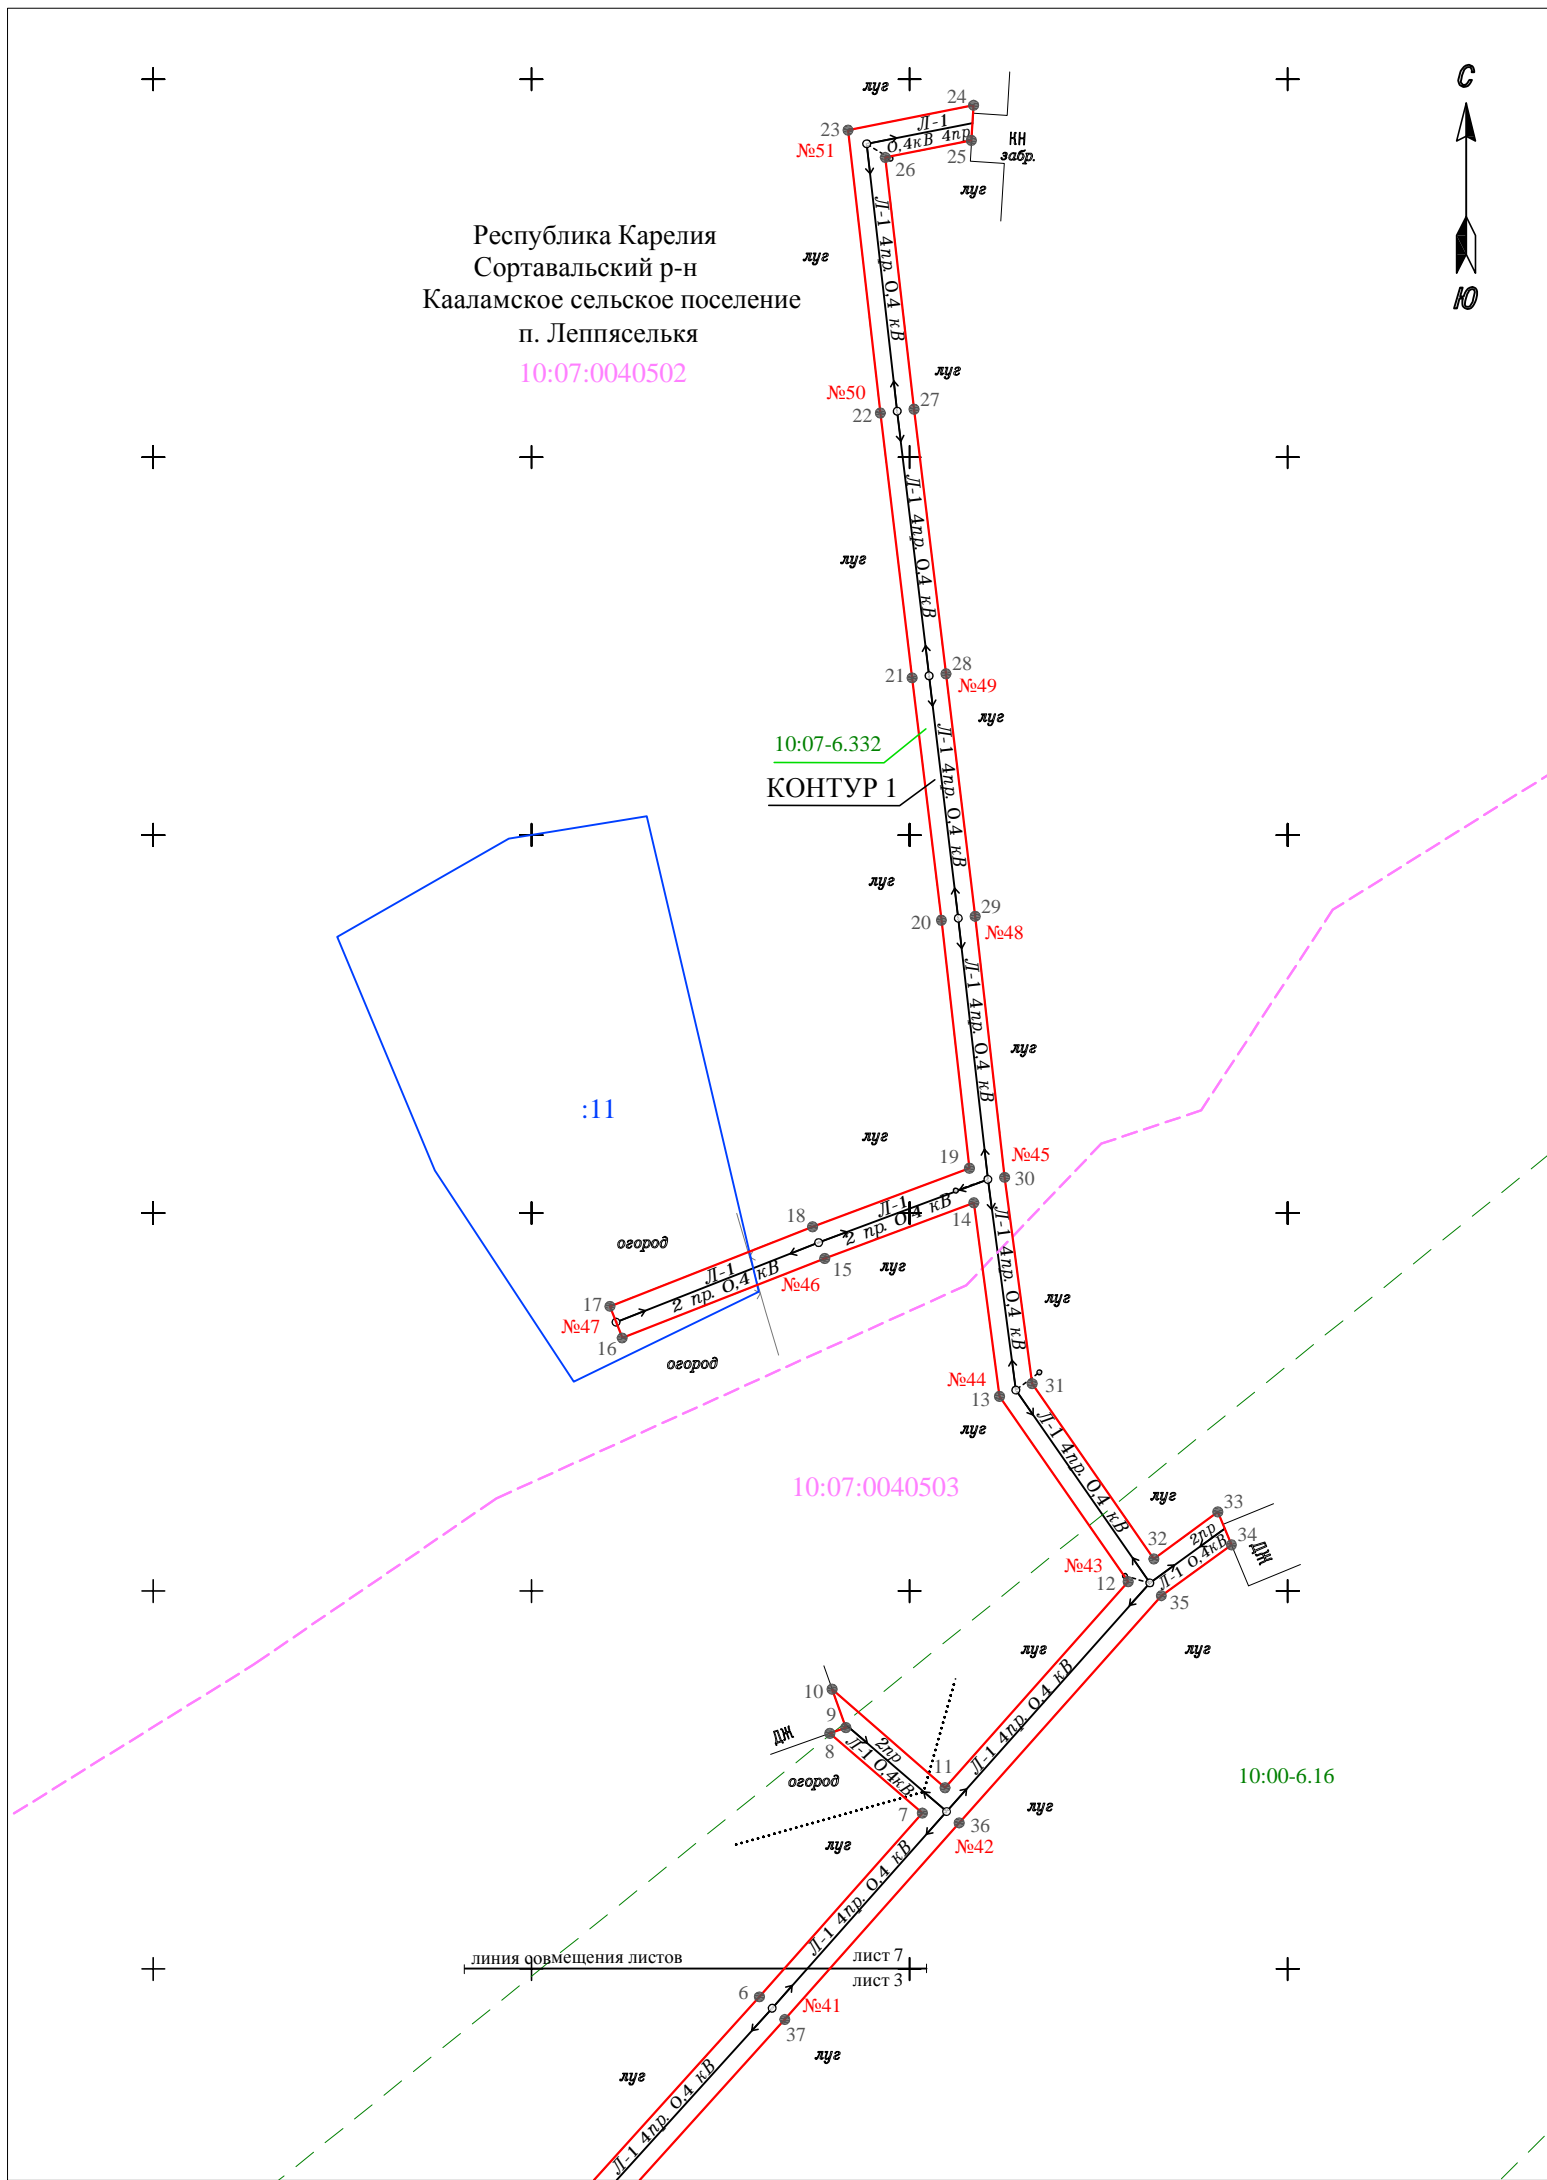 С
Ю
луг
24
23
Л-1
0,4кВ 4пр
№51
25
КН
забр.
26
луг
Республика Карелия
Сортавальский р-н
Кааламское сельское поселение
п. Леппяселькя
10:07:0040502
луг
Л-1 4пр. 0,4 кВ
луг
№50
22
27
Л-1 4пр. 0,4 кВ
луг
21
28
№49
луг
10:07-6.332
КОНТУР 1
Л-1 4пр. 0,4 кВ
луг
20
29
№48
Л-1 4пр. 0,4 кВ
луг
:11
луг
19
№45
30
18
Л-1
2 пр. 0,4 кВ
14
огород
15
луг
Л-1
2 пр. 0,4 кВ
№46
17
№47
16
огород
Л-1 4пр. 0,4 кВ
луг
№44
13
31
луг
Л-1 4пр. 0,4 кВ
10:07:0040503
луг
33
32
2пр
Л-1 0,4кВ
34
ДЖ
№43
12
35
луг
луг
10
9
ДЖ
8
2пр
Л-1 0,4кВ
огород
11
Л-1 4пр. 0,4 кВ
10:00-6.16
7
36
луг
№42
луг
Л-1 4пр. 0,4 кВ
линия совмещения листов
лист 7
лист 3
6
№41
37
луг
луг
Л-1 4пр. 0,4 кВ